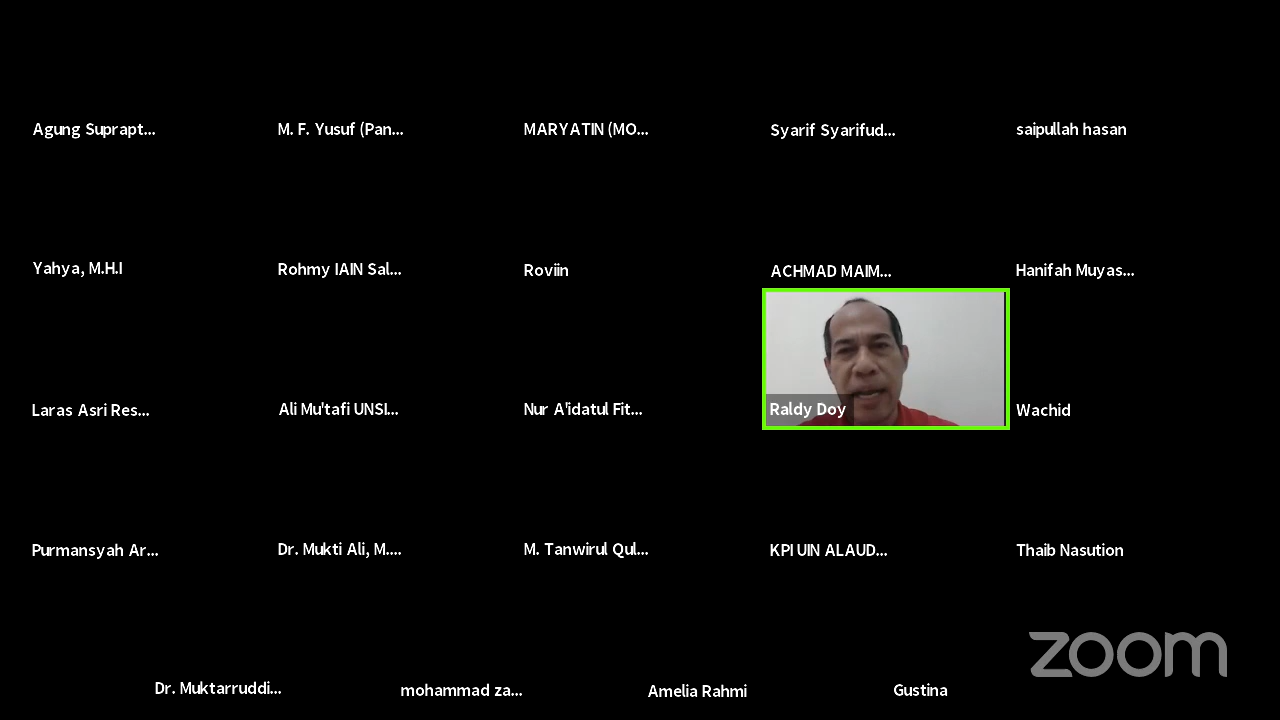 Agung Suprapt...
M. F. Yusuf (Pan...
MARYATIN (MO...
Syarif Syarifud...
saipullah hasan
Yahya, M.H.I
Rohmy IAIN Sal...
Roviin
ACHMAD MAIM...
Hanifah Muyas...
Laras Asri Res...
Ali Mu'tafi UNSI...
Nur A'idatul Fit...
Raldy Doy
Wachid
Purmansyah Ar...
Dr. Mukti Ali, M....
M. Tanwirul Qul...
KPI UIN ALAUD...
Thaib Nasution
Dr. Muktarruddi...
mohammad za...
Amelia Rahmi
Gustina
zoom